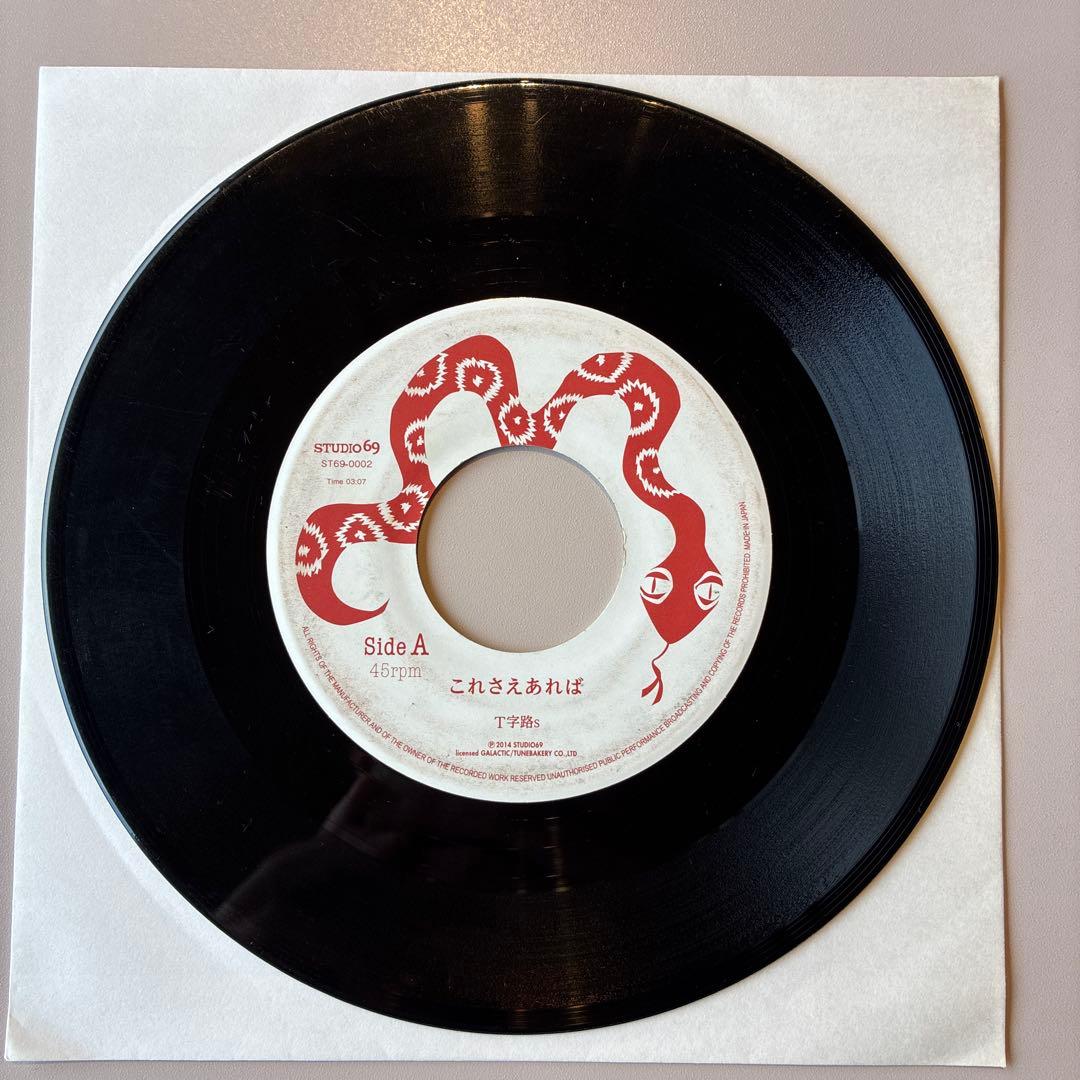 STUDIO69
ST69-0002
Time 03:07
Side A
45rpm
これさえあれば
T字路s
Ⓟ2014 STUDIO69
licensed GALACTIC/TUNEBAKERY CO.,LTD
ALL RIGHTS OF THE MANUFACTURER AND OF THE OWNER OF THE RECORDED WORK RESERVED UNAUTHORISED PUBLIC PERFORMANCE BROADCASTING AND COPYING OF THE RECORDS PROHIBITED. MADE IN JAPAN